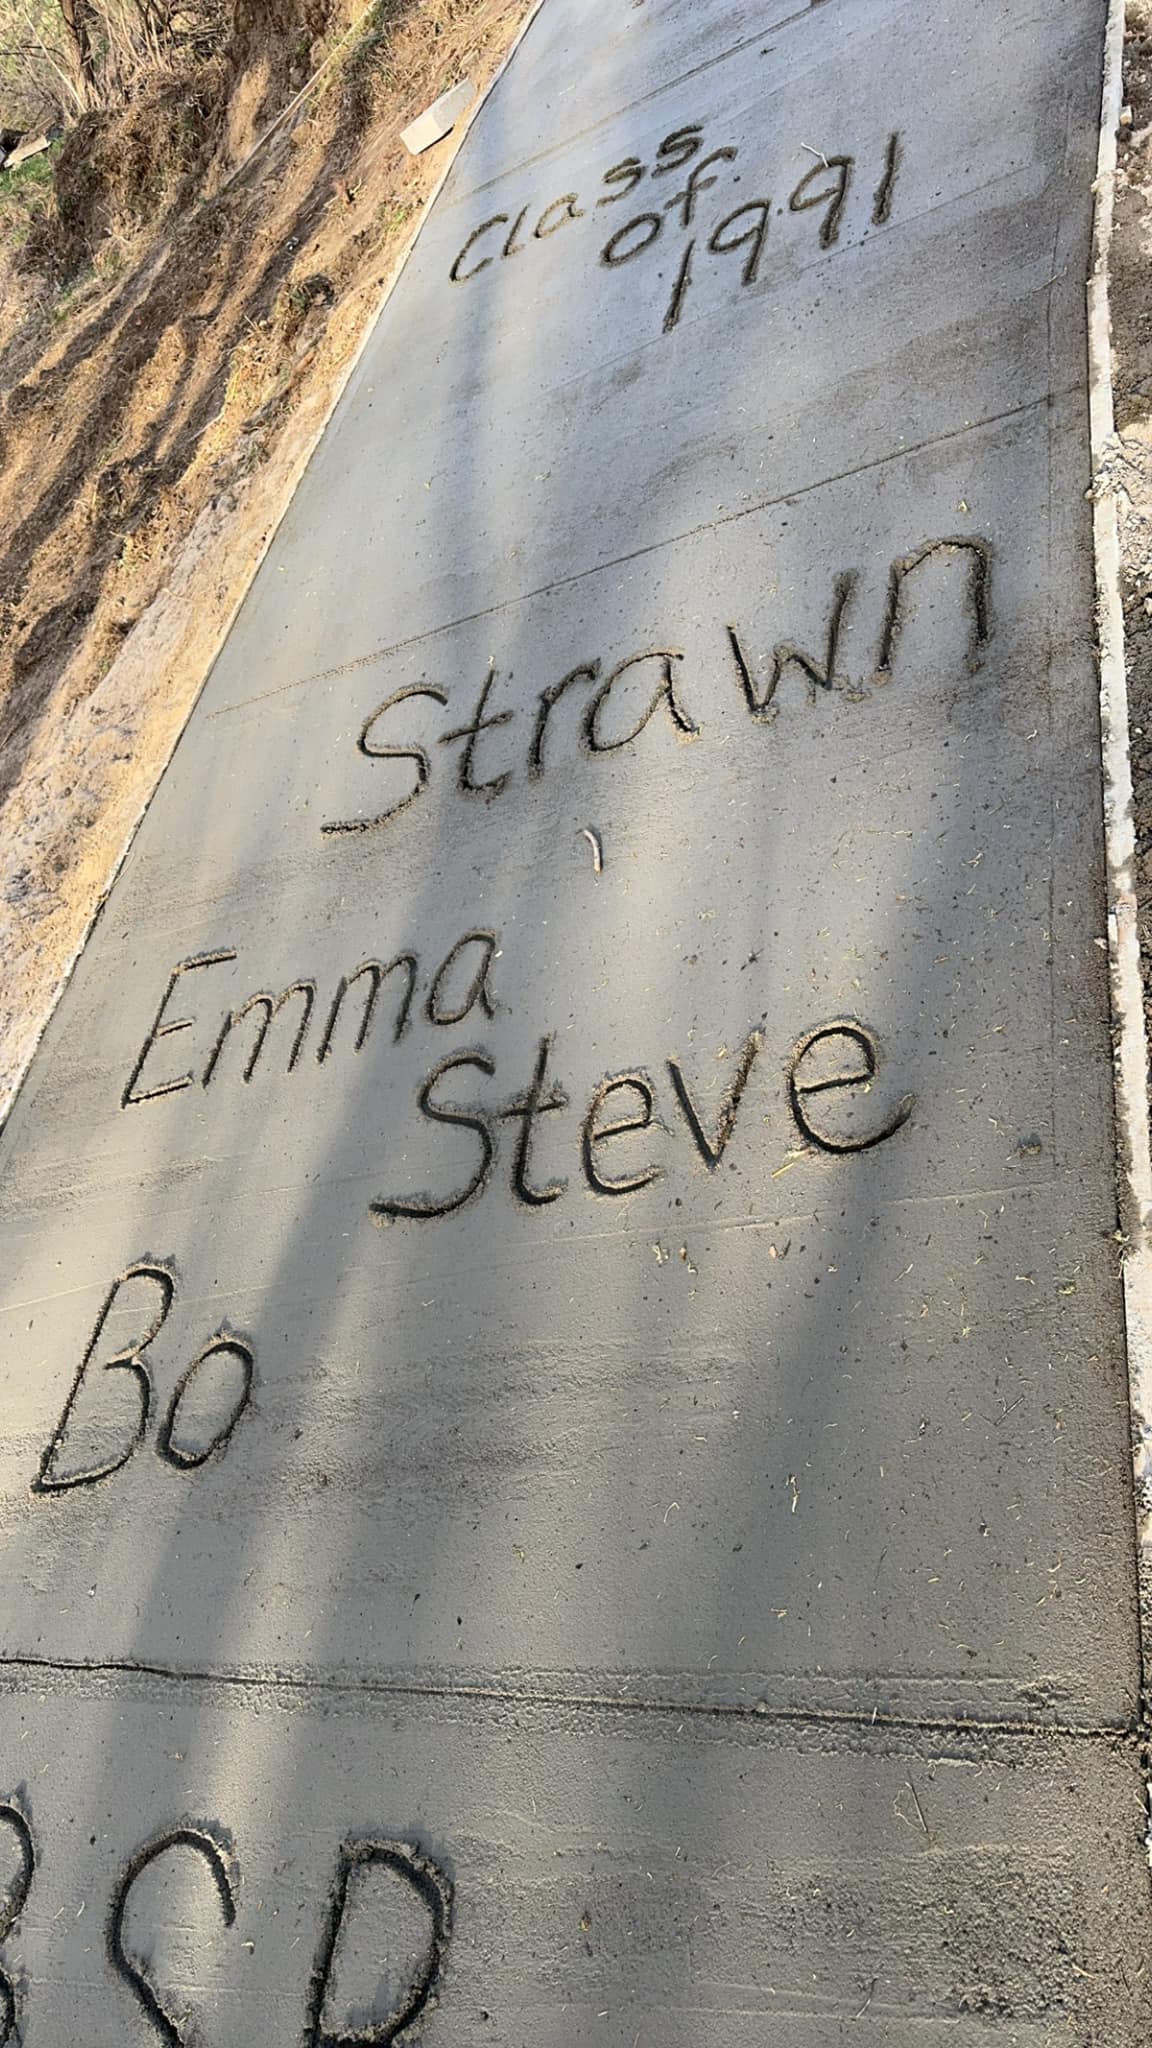 Class
of
1991
Strawn
Emma
Steve
Bo